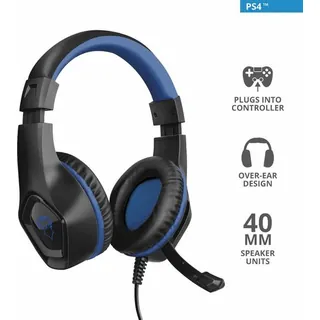 PS4™
PLUGS INTO
CONTROLLER
OVER-EAR
DESIGN
40
MM
SPEAKER
UNITS